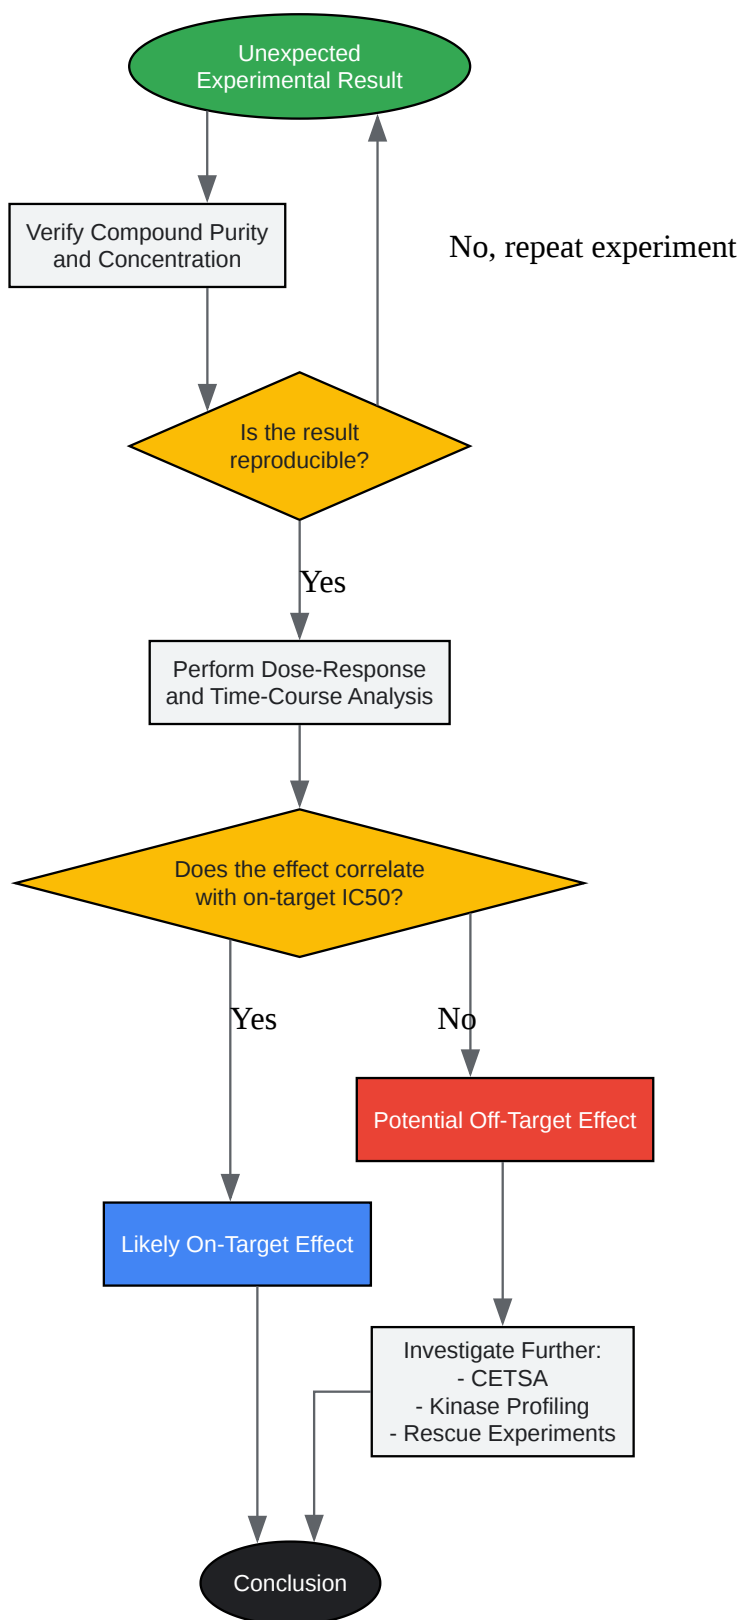 Unexpected
Experimental Result
Verify Compound Purity
and Concentration
No, repeat experiment
Is the result
reproducible?
Yes
Perform Dose-Response
and Time-Course Analysis
Does the effect correlate
with on-target IC50?
Yes
No
Potential Off-Target Effect
Likely On-Target Effect
Investigate Further:
- CETSA
- Kinase Profiling
- Rescue Experiments
Conclusion